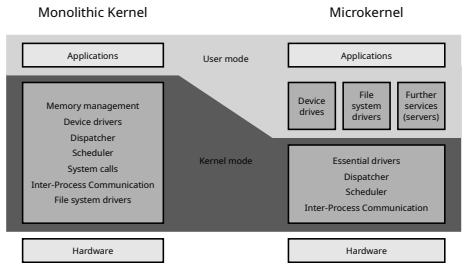 Monolithic Kernel
Microkernel
Applications
User mode
Applications
Device
drives
File
system
drivers
Further
services
(servers)
Memory management
Device drivers
Dispatcher
Scheduler
System calls
Inter-Process Communication
File system drivers
Kernel mode
Essential drivers
Dispatcher
Scheduler
Inter-Process Communication
Hardware
Hardware